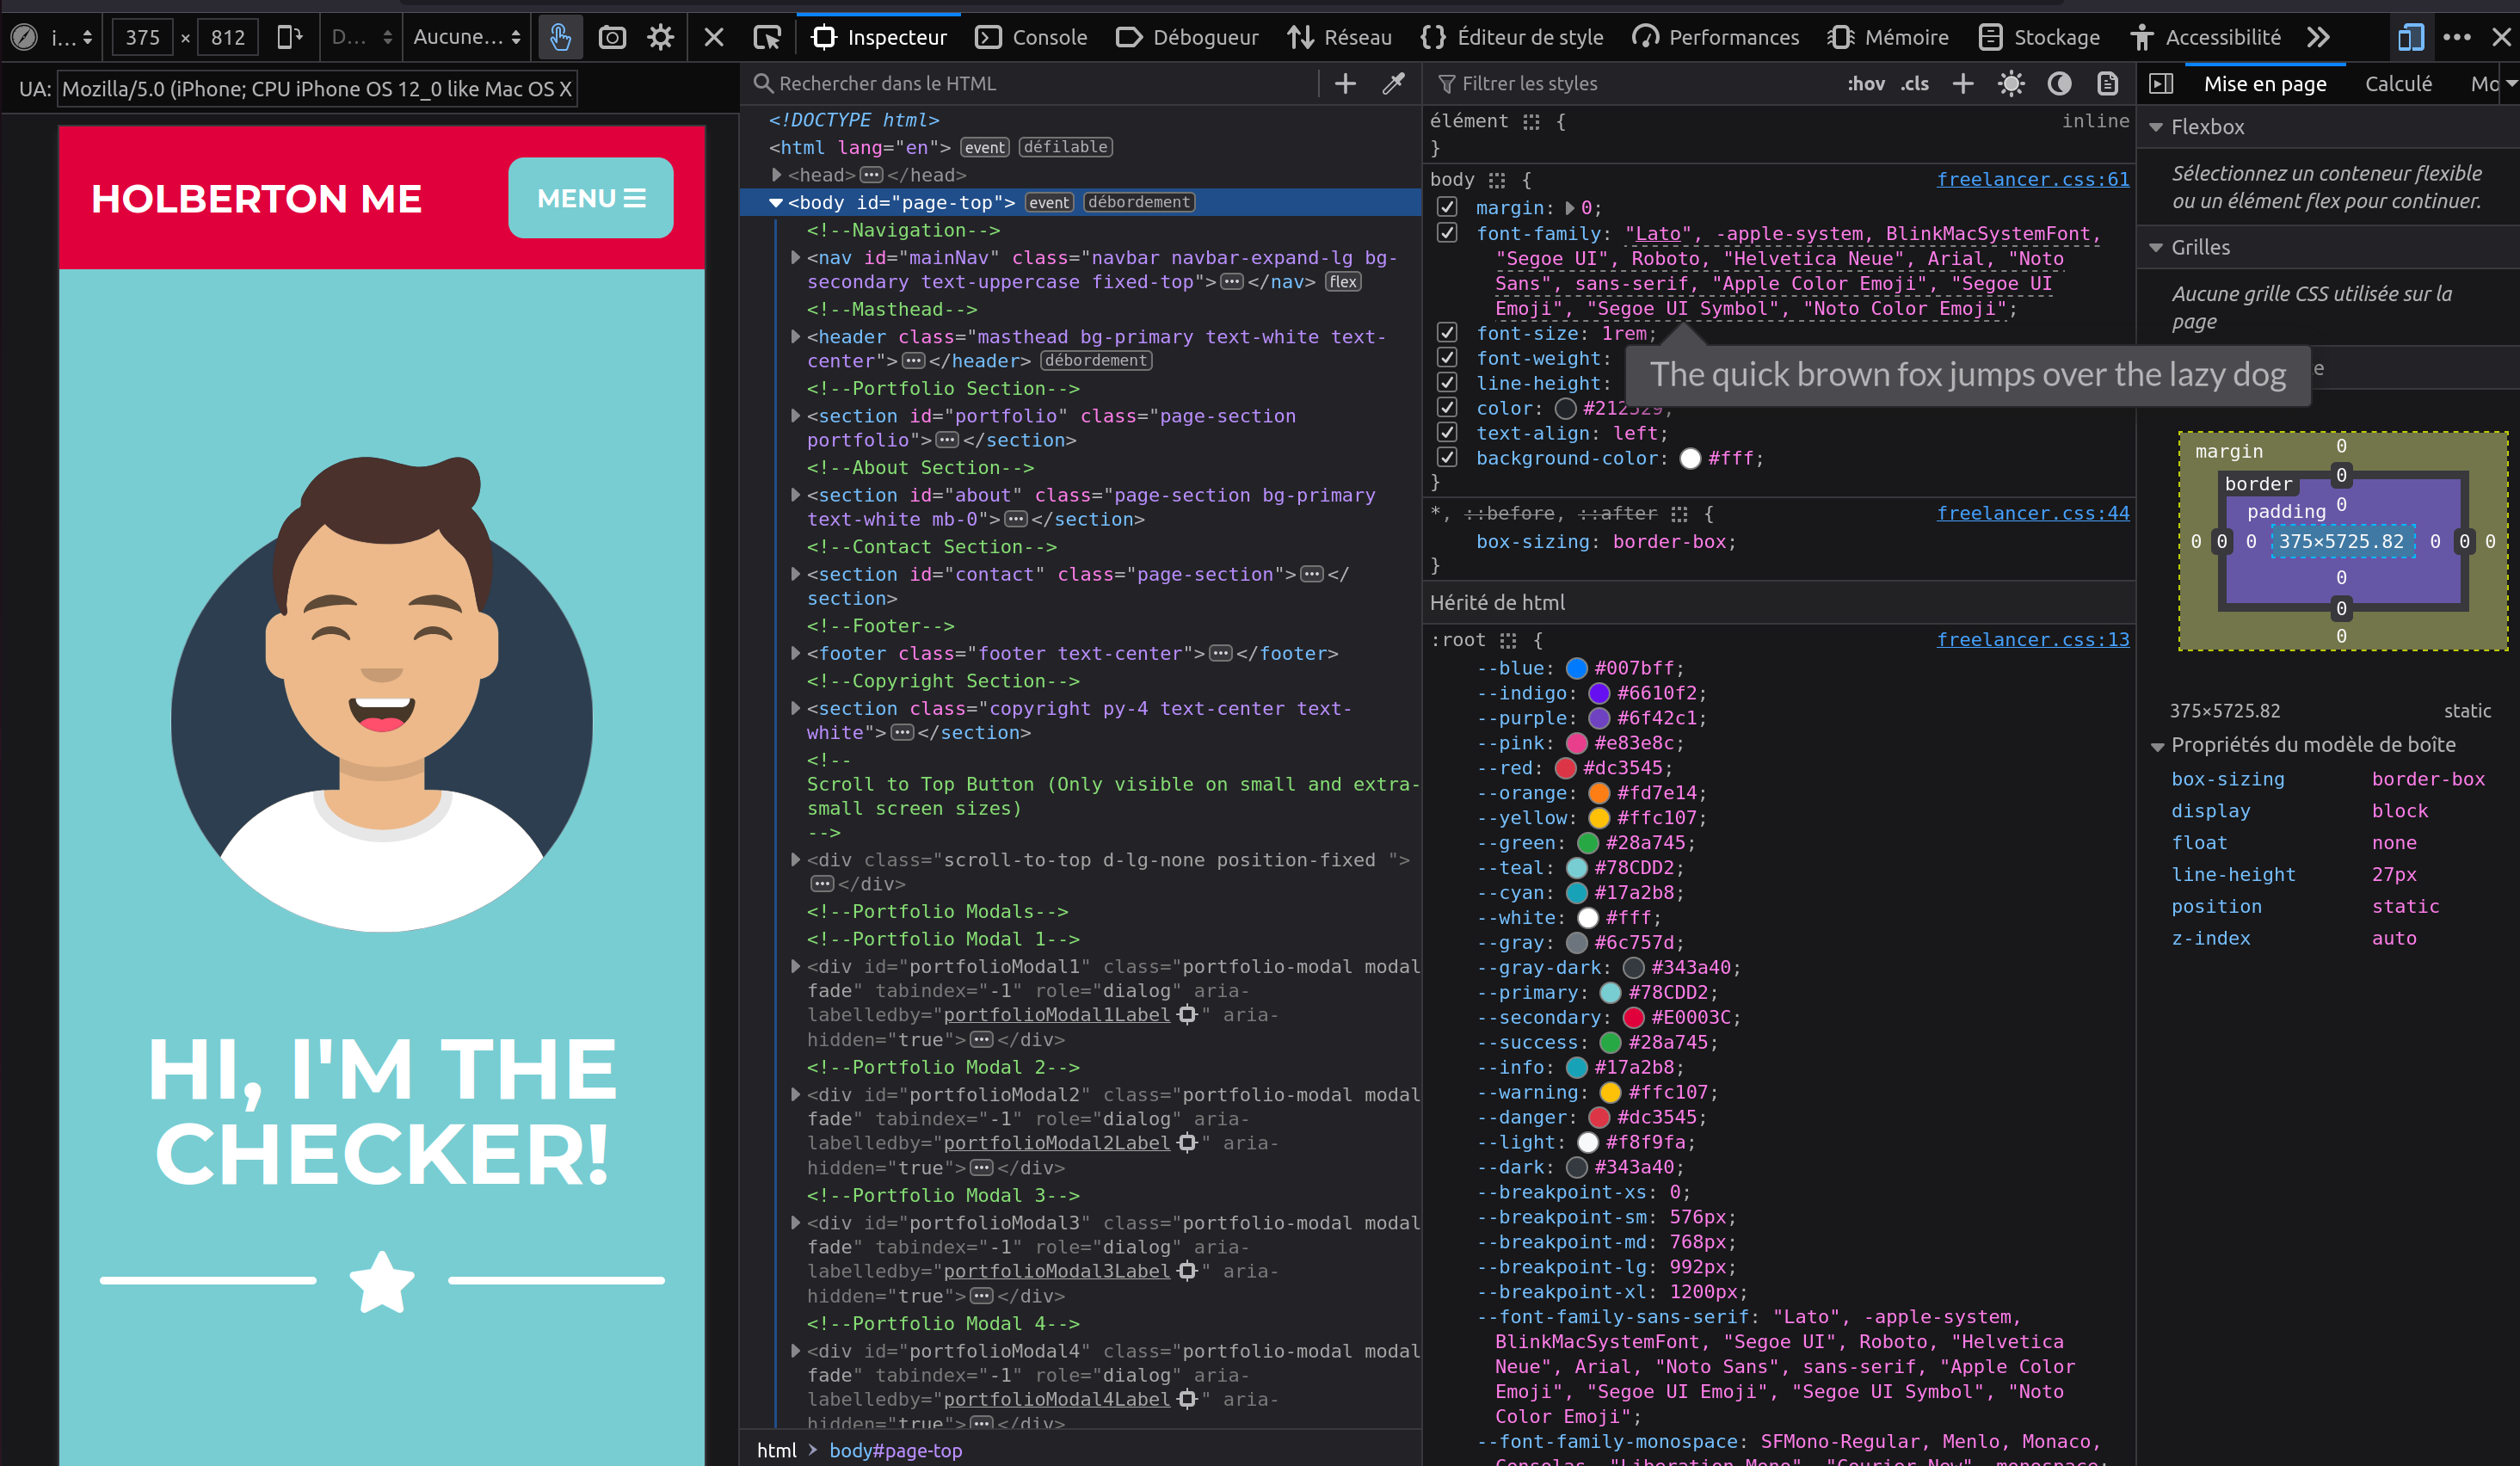 i...
375 × 812
D...
Aucune...
Inspecteur
Console
Débogueur
Réseau
Éditeur de style
Performances
Mémoire
Stockage
Accessibilité
UA: Mozilla/5.0 (iPhone; CPU iPhone OS 12_0 like Mac OS X
HOLBERTON ME
MENU
HI, I'M THE
CHECKER!
Rechercher dans le HTML
<!DOCTYPE html>
<html lang="en"> event défilable
<head> </head>
<body id="page-top"> event débordement
<!--Navigation-->
<nav id="mainNav" class="navbar navbar-expand-lg bg-
secondary text-uppercase fixed-top"> </nav> flex
<!--Masthead-->
<header class="masthead bg-primary text-white text-
center"> </header> débordement
<!--Portfolio Section-->
<section id="portfolio" class="page-section
portfolio"> </section>
<!--About Section-->
<section id="about" class="page-section bg-primary
text-white mb-0"> </section>
<!--Contact Section-->
<section id="contact" class="page-section"> </
section>
<!--Footer-->
<footer class="footer text-center"> </footer>
<!--Copyright Section-->
<section class="copyright py-4 text-center text-
white"> </section>
<!--
Scroll to Top Button (Only visible on small and extra-
small screen sizes)
-->
<div class="scroll-to-top d-lg-none position-fixed ">
</div>
<!--Portfolio Modals-->
<!--Portfolio Modal 1-->
<div id="portfolioModal1" class="portfolio-modal modal
fade" tabindex="-1" role="dialog" aria-
labelledby="portfolioModal1Label" aria-
hidden="true"> </div>
<!--Portfolio Modal 2-->
<div id="portfolioModal2" class="portfolio-modal modal
fade" tabindex="-1" role="dialog" aria-
labelledby="portfolioModal2Label" aria-
hidden="true"> </div>
<!--Portfolio Modal 3-->
<div id="portfolioModal3" class="portfolio-modal modal
fade" tabindex="-1" role="dialog" aria-
labelledby="portfolioModal3Label" aria-
hidden="true"> </div>
<!--Portfolio Modal 4-->
<div id="portfolioModal4" class="portfolio-modal modal
fade" tabindex="-1" role="dialog" aria-
labelledby="portfolioModal4Label" aria-
hidden="true"> </div>
html > body#page-top
Filtrer les styles
:hov .cls
élément { inline
}
body { freelancer.css:61
margin: 0;
font-family: "Lato", -apple-system, BlinkMacSystemFont,
"Segoe UI", Roboto, "Helvetica Neue", Arial, "Noto
Sans", sans-serif, "Apple Color Emoji", "Segoe UI
Emoji", "Segoe UI Symbol", "Noto Color Emoji";
font-size: 1rem;
font-weight:
line-height:
The quick brown fox jumps over the lazy dog
color: #212529;
text-align: left;
background-color: #fff;
}
*, ::before, ::after { freelancer.css:44
box-sizing: border-box;
}
Hérité de html
:root { freelancer.css:13
--blue: #007bff;
--indigo: #6610f2;
--purple: #6f42c1;
--pink: #e83e8c;
--red: #dc3545;
--orange: #fd7e14;
--yellow: #ffc107;
--green: #28a745;
--teal: #78CDD2;
--cyan: #17a2b8;
--white: #fff;
--gray: #6c757d;
--gray-dark: #343a40;
--primary: #78CDD2;
--secondary: #E0003C;
--success: #28a745;
--info: #17a2b8;
--warning: #ffc107;
--danger: #dc3545;
--light: #f8f9fa;
--dark: #343a40;
--breakpoint-xs: 0;
--breakpoint-sm: 576px;
--breakpoint-md: 768px;
--breakpoint-lg: 992px;
--breakpoint-xl: 1200px;
--font-family-sans-serif: "Lato", -apple-system,
BlinkMacSystemFont, "Segoe UI", Roboto, "Helvetica
Neue", Arial, "Noto Sans", sans-serif, "Apple Color
Emoji", "Segoe UI Emoji", "Segoe UI Symbol", "Noto
Color Emoji";
--font-family-monospace: SFMono-Regular, Menlo, Monaco,
Consolas, "Liberation Mono", "Courier New", monospace;
Mise en page
Calculé
Mo
Flexbox
Sélectionnez un conteneur flexible
ou un élément flex pour continuer.
Grilles
Aucune grille CSS utilisée sur la
page
e
margin 0
border 0
padding 0
0 0 0 375×5725.82 0 0 0
0
0
0
375×5725.82 static
Propriétés du modèle de boîte
box-sizing border-box
display block
float none
line-height 27px
position static
z-index auto